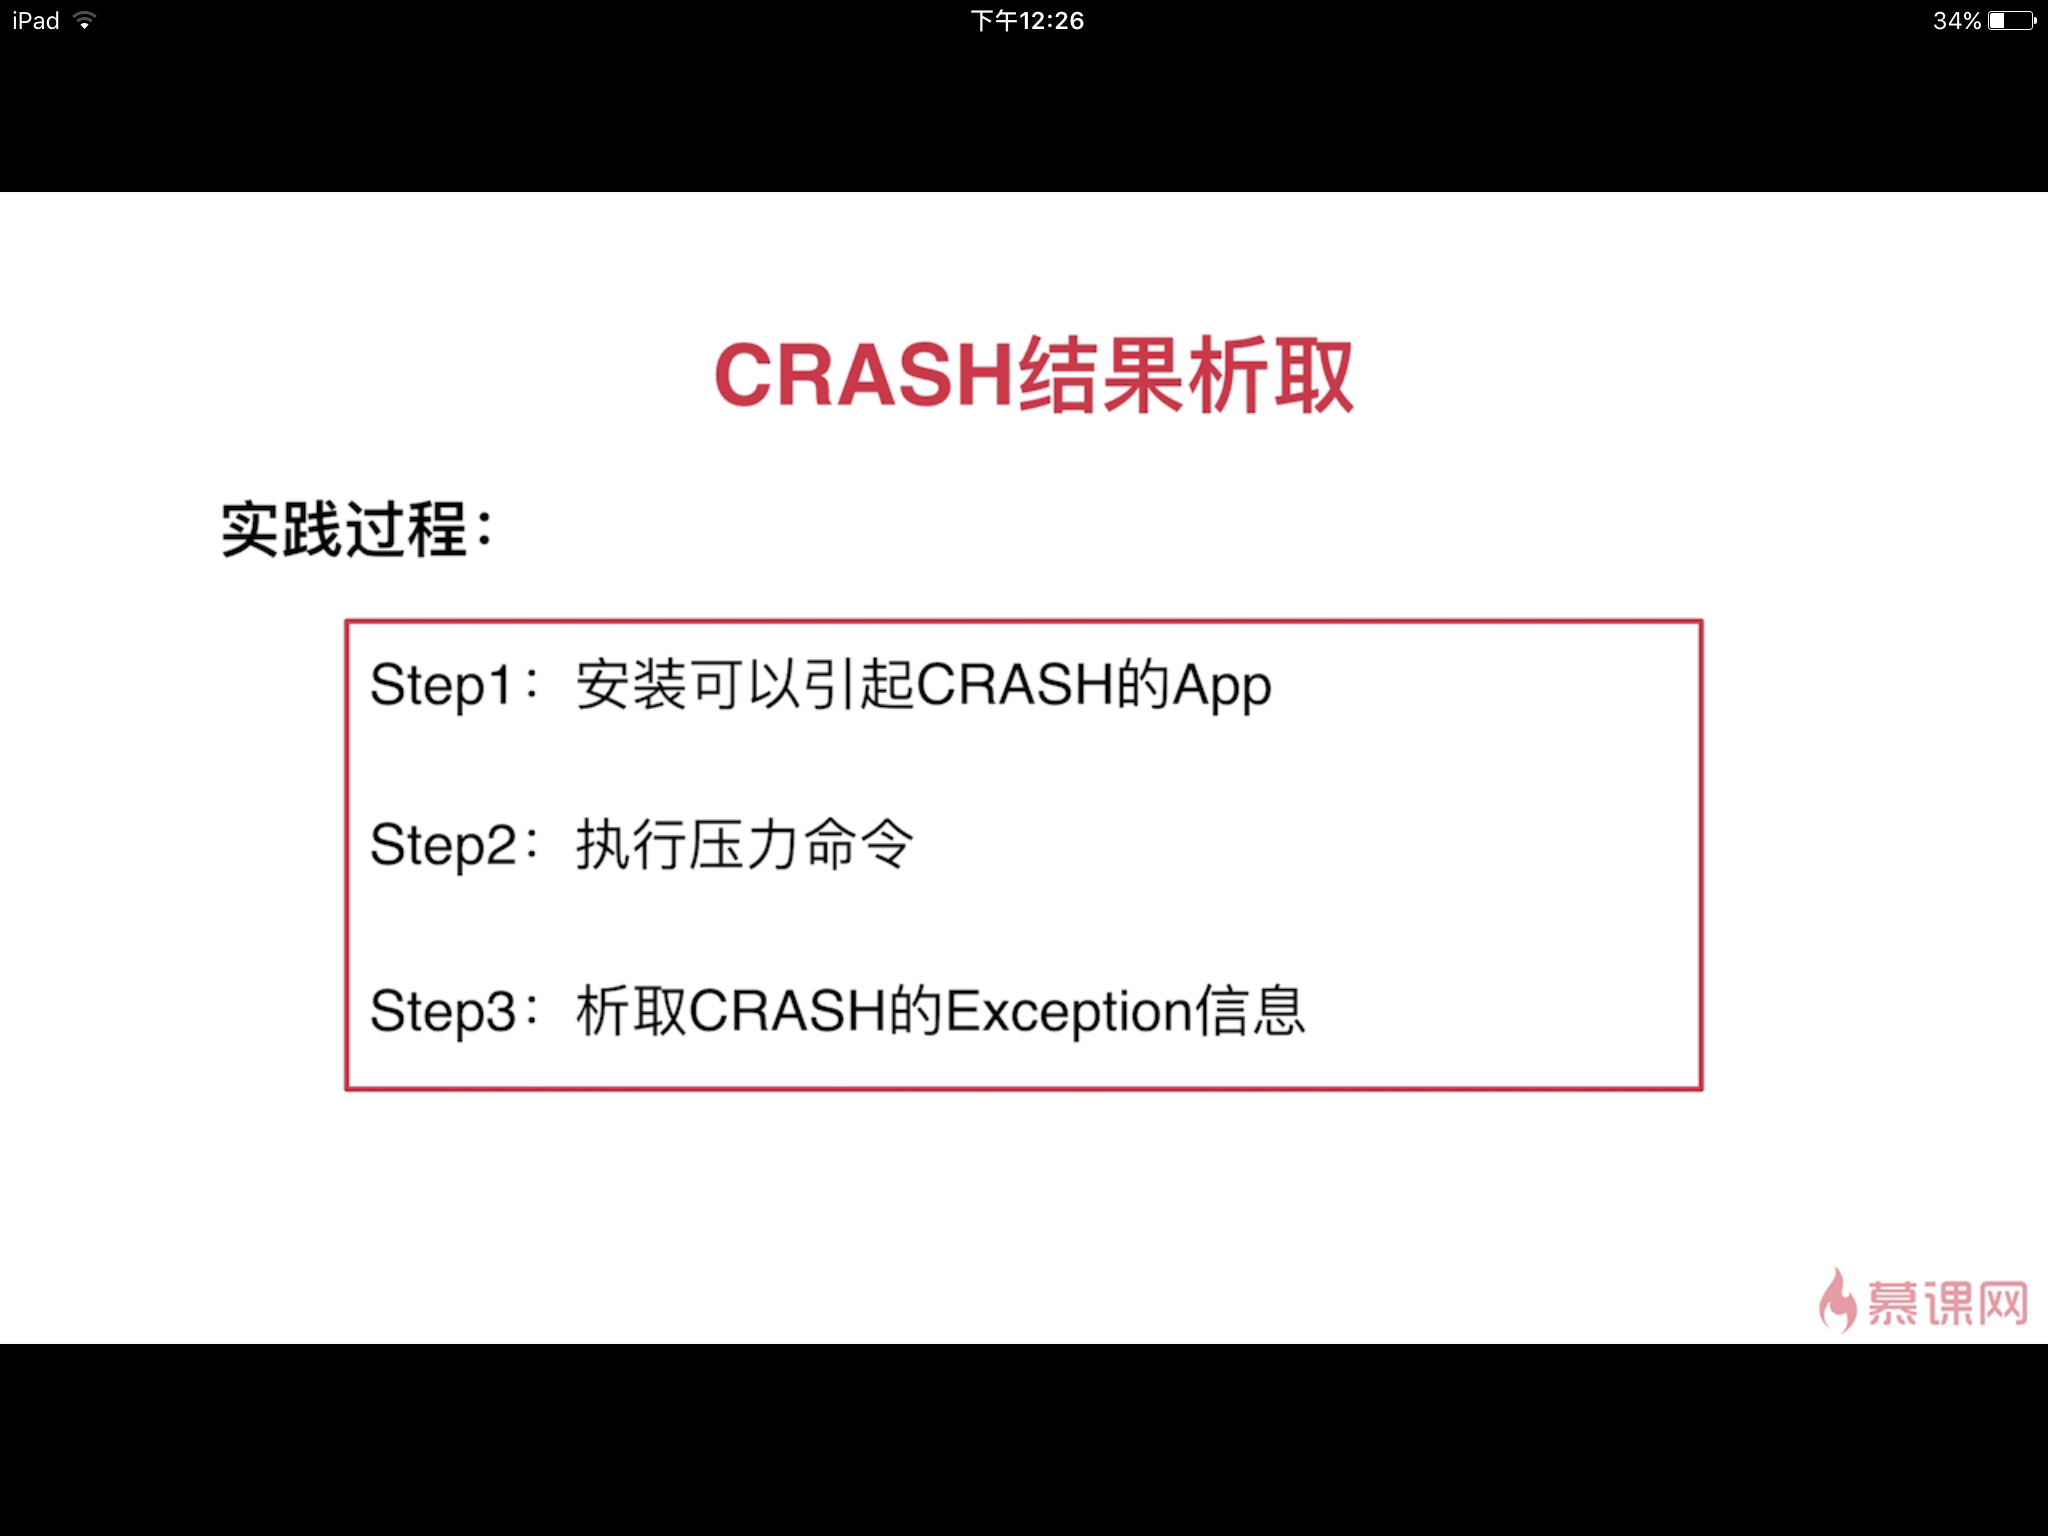 iPad 下午12:26 34%
CRASH结果析取
实践过程：
Step1：安装可以引起CRASH的App
Step2：执行压力命令
Step3：析取CRASH的Exception信息
慕课网